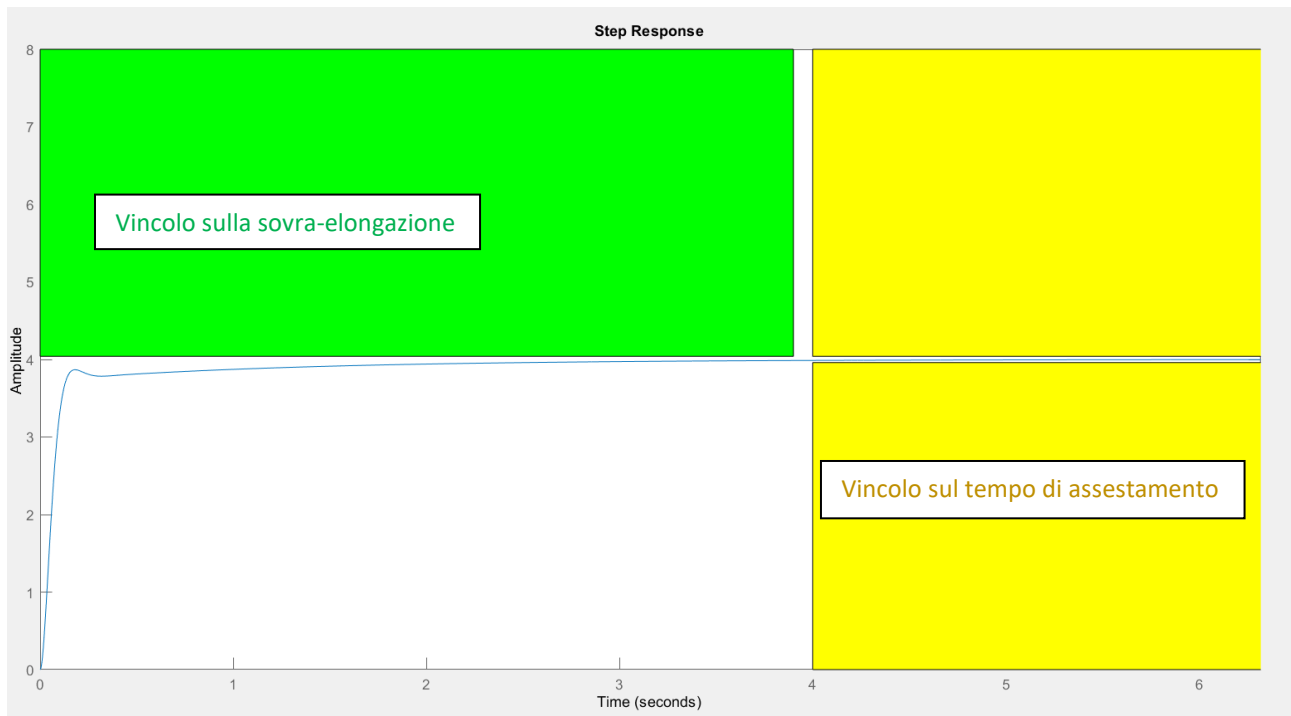 Step Response
8
7
6
5
4
3
2
1
0
Amplitude
Vincolo sulla sovra-elongazione
Vincolo sul tempo di assestamento
0 1 2 3 4 5 6
Time (seconds)